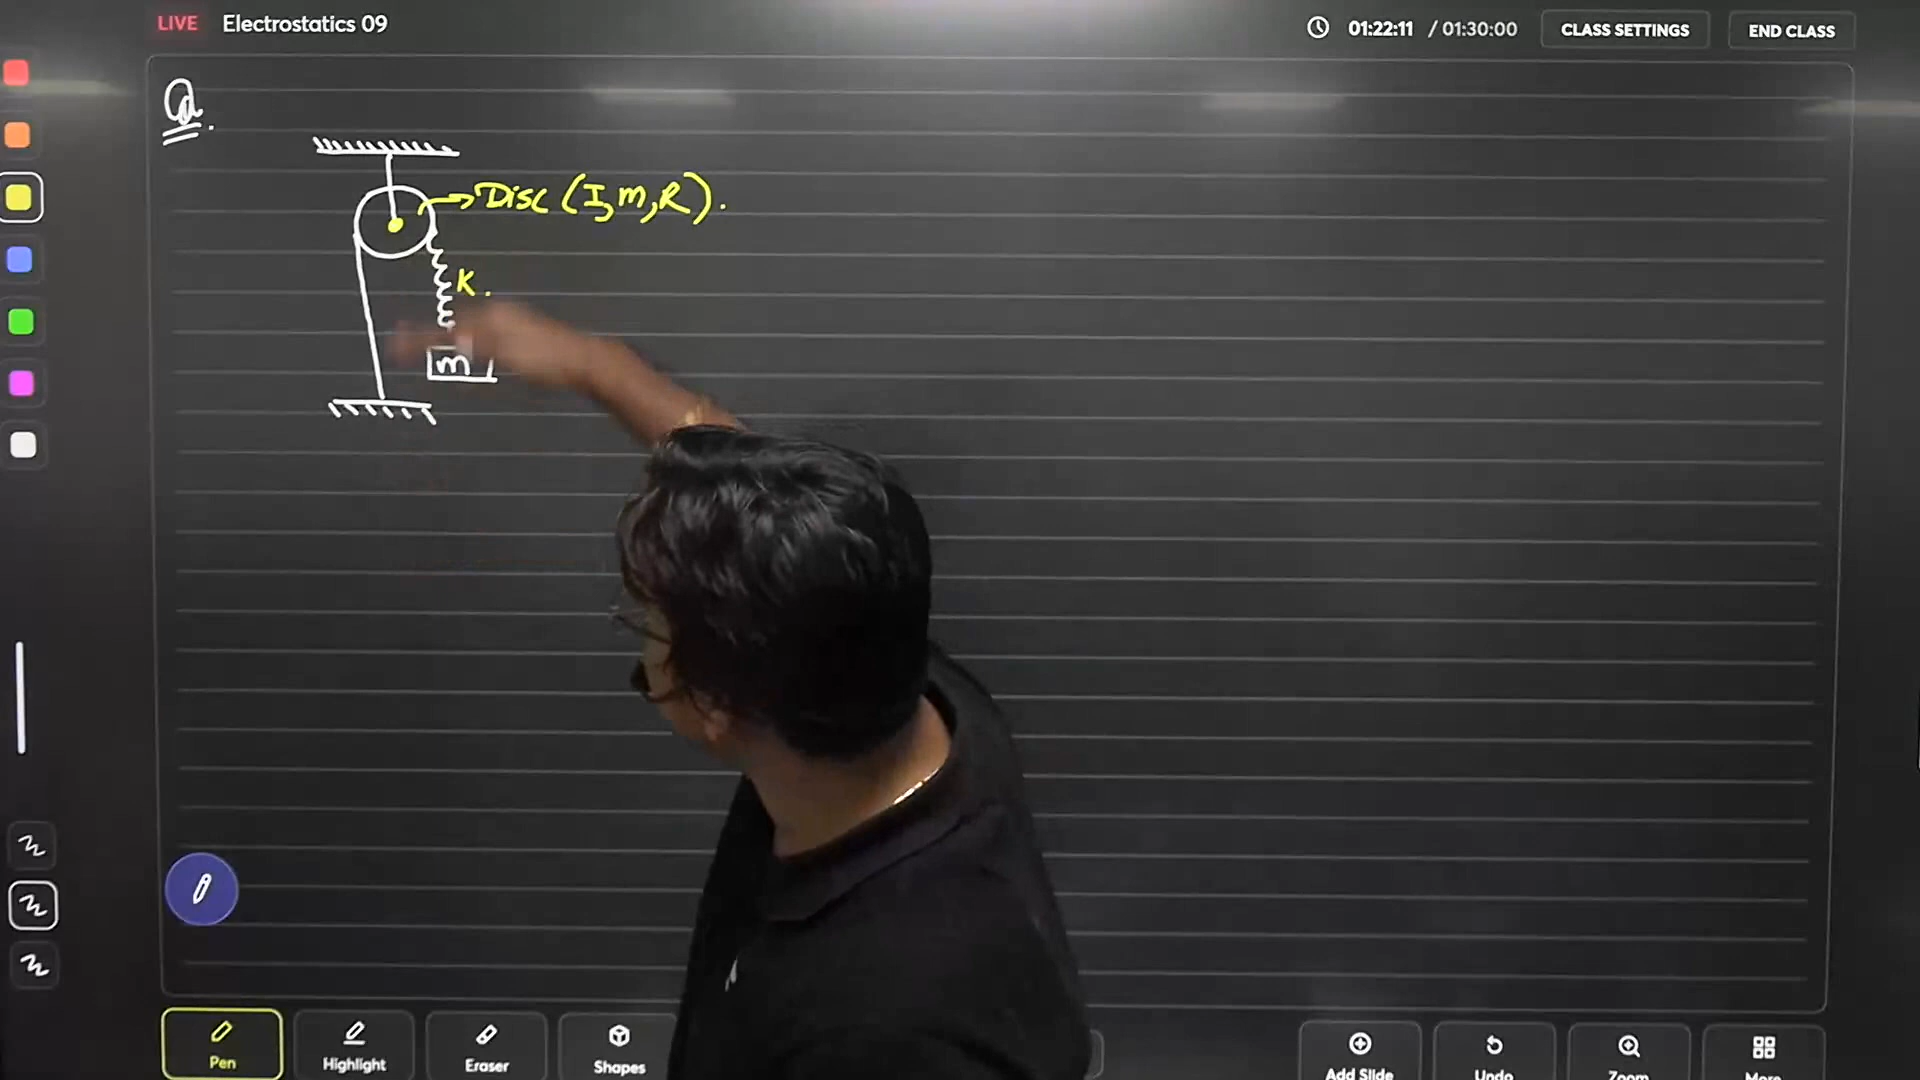 LIVE Electrostatics 09 01:22:11 / 01:30:00 CLASS SETTINGS END CLASS
Q.
Disc (I, m, R).
K.
m
Pen Highlight Eraser Shapes Add Slide Undo Zoom More